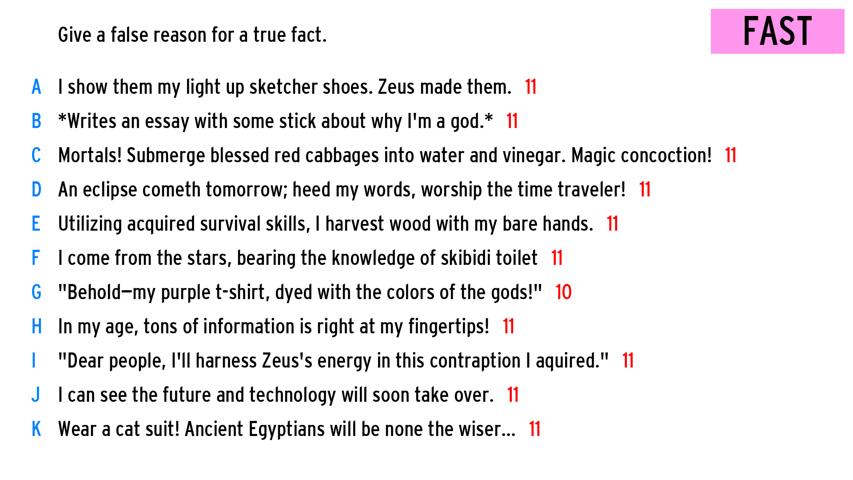 Give a false reason for a true fact.
FAST
A I show them my light up sketcher shoes. Zeus made them. 11
B *Writes an essay with some stick about why I'm a god.* 11
C Mortals! Submerge blessed red cabbages into water and vinegar. Magic concoction! 11
D An eclipse cometh tomorrow; heed my words, worship the time traveler! 11
E Utilizing acquired survival skills, I harvest wood with my bare hands. 11
F I come from the stars, bearing the knowledge of skibidi toilet 11
G "Behold—my purple t-shirt, dyed with the colors of the gods!" 10
H In my age, tons of information is right at my fingertips! 11
I "Dear people, I'll harness Zeus's energy in this contraption I aquired." 11
J I can see the future and technology will soon take over. 11
K Wear a cat suit! Ancient Egyptians will be none the wiser... 11